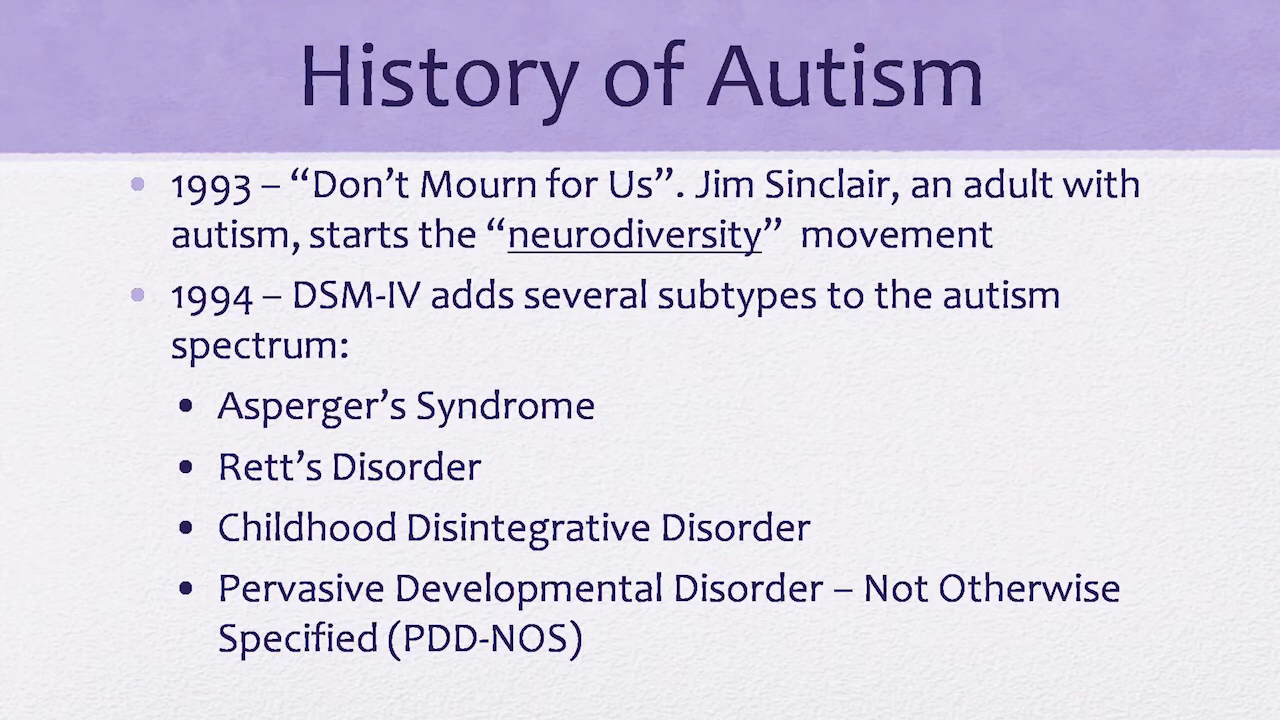 History of Autism
• 1993 – “Don’t Mourn for Us”. Jim Sinclair, an adult with
autism, starts the “neurodiversity”  movement
• 1994 – DSM-IV adds several subtypes to the autism
spectrum:
• Asperger’s Syndrome
• Rett’s Disorder
• Childhood Disintegrative Disorder
• Pervasive Developmental Disorder – Not Otherwise
Specified (PDD-NOS)